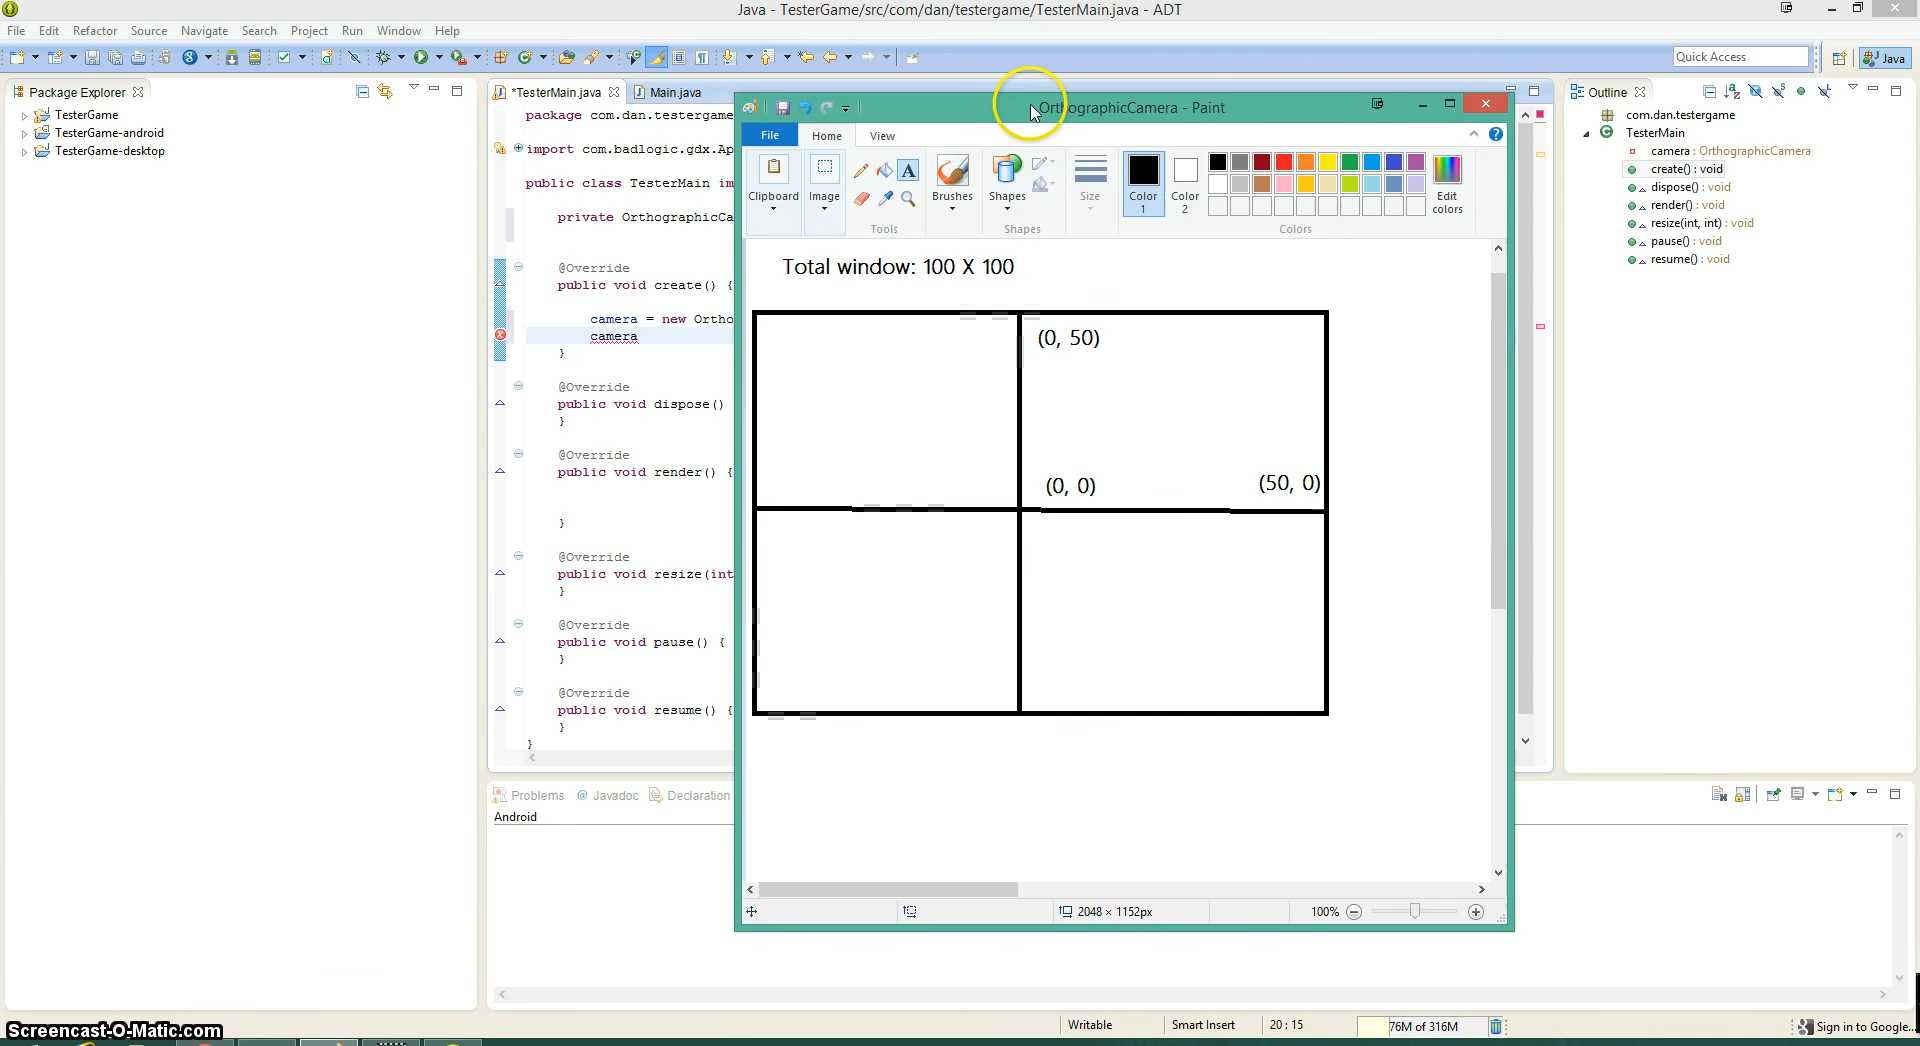 Java - TesterGame/src/com/dan/testergame/TesterMain.java - ADT
File Edit Refactor Source Navigate Search Project Run Window Help
Quick Access
Java
Package Explorer
TesterGame
TesterGame-android
TesterGame-desktop
*TesterMain.java
Main.java
package com.dan.testergame
import com.badlogic.gdx.Ap
public class TesterMain im
private OrthographicCa
@Override
public void create() {
camera = new Ortho
camera
}
@Override
public void dispose()
}
@Override
public void render() {
}
@Override
public void resize(int
}
@Override
public void pause() {
}
@Override
public void resume() {
}
}
OrthographicCamera - Paint
File Home View
Clipboard
Image
Tools
Brushes
Shapes
Shapes
Size
Color 1
Color 2
Edit colors
Colors
Total window: 100 X 100
(0, 50)
(0, 0)
(50, 0)
2048 × 1152px
100%
Outline
com.dan.testergame
TesterMain
camera : OrthographicCamera
create() : void
dispose() : void
render() : void
resize(int, int) : void
pause() : void
resume() : void
Problems @ Javadoc Declaration
Android
Writable
Smart Insert
20 : 15
76M of 316M
Sign in to Google...
Screencast-O-Matic.com